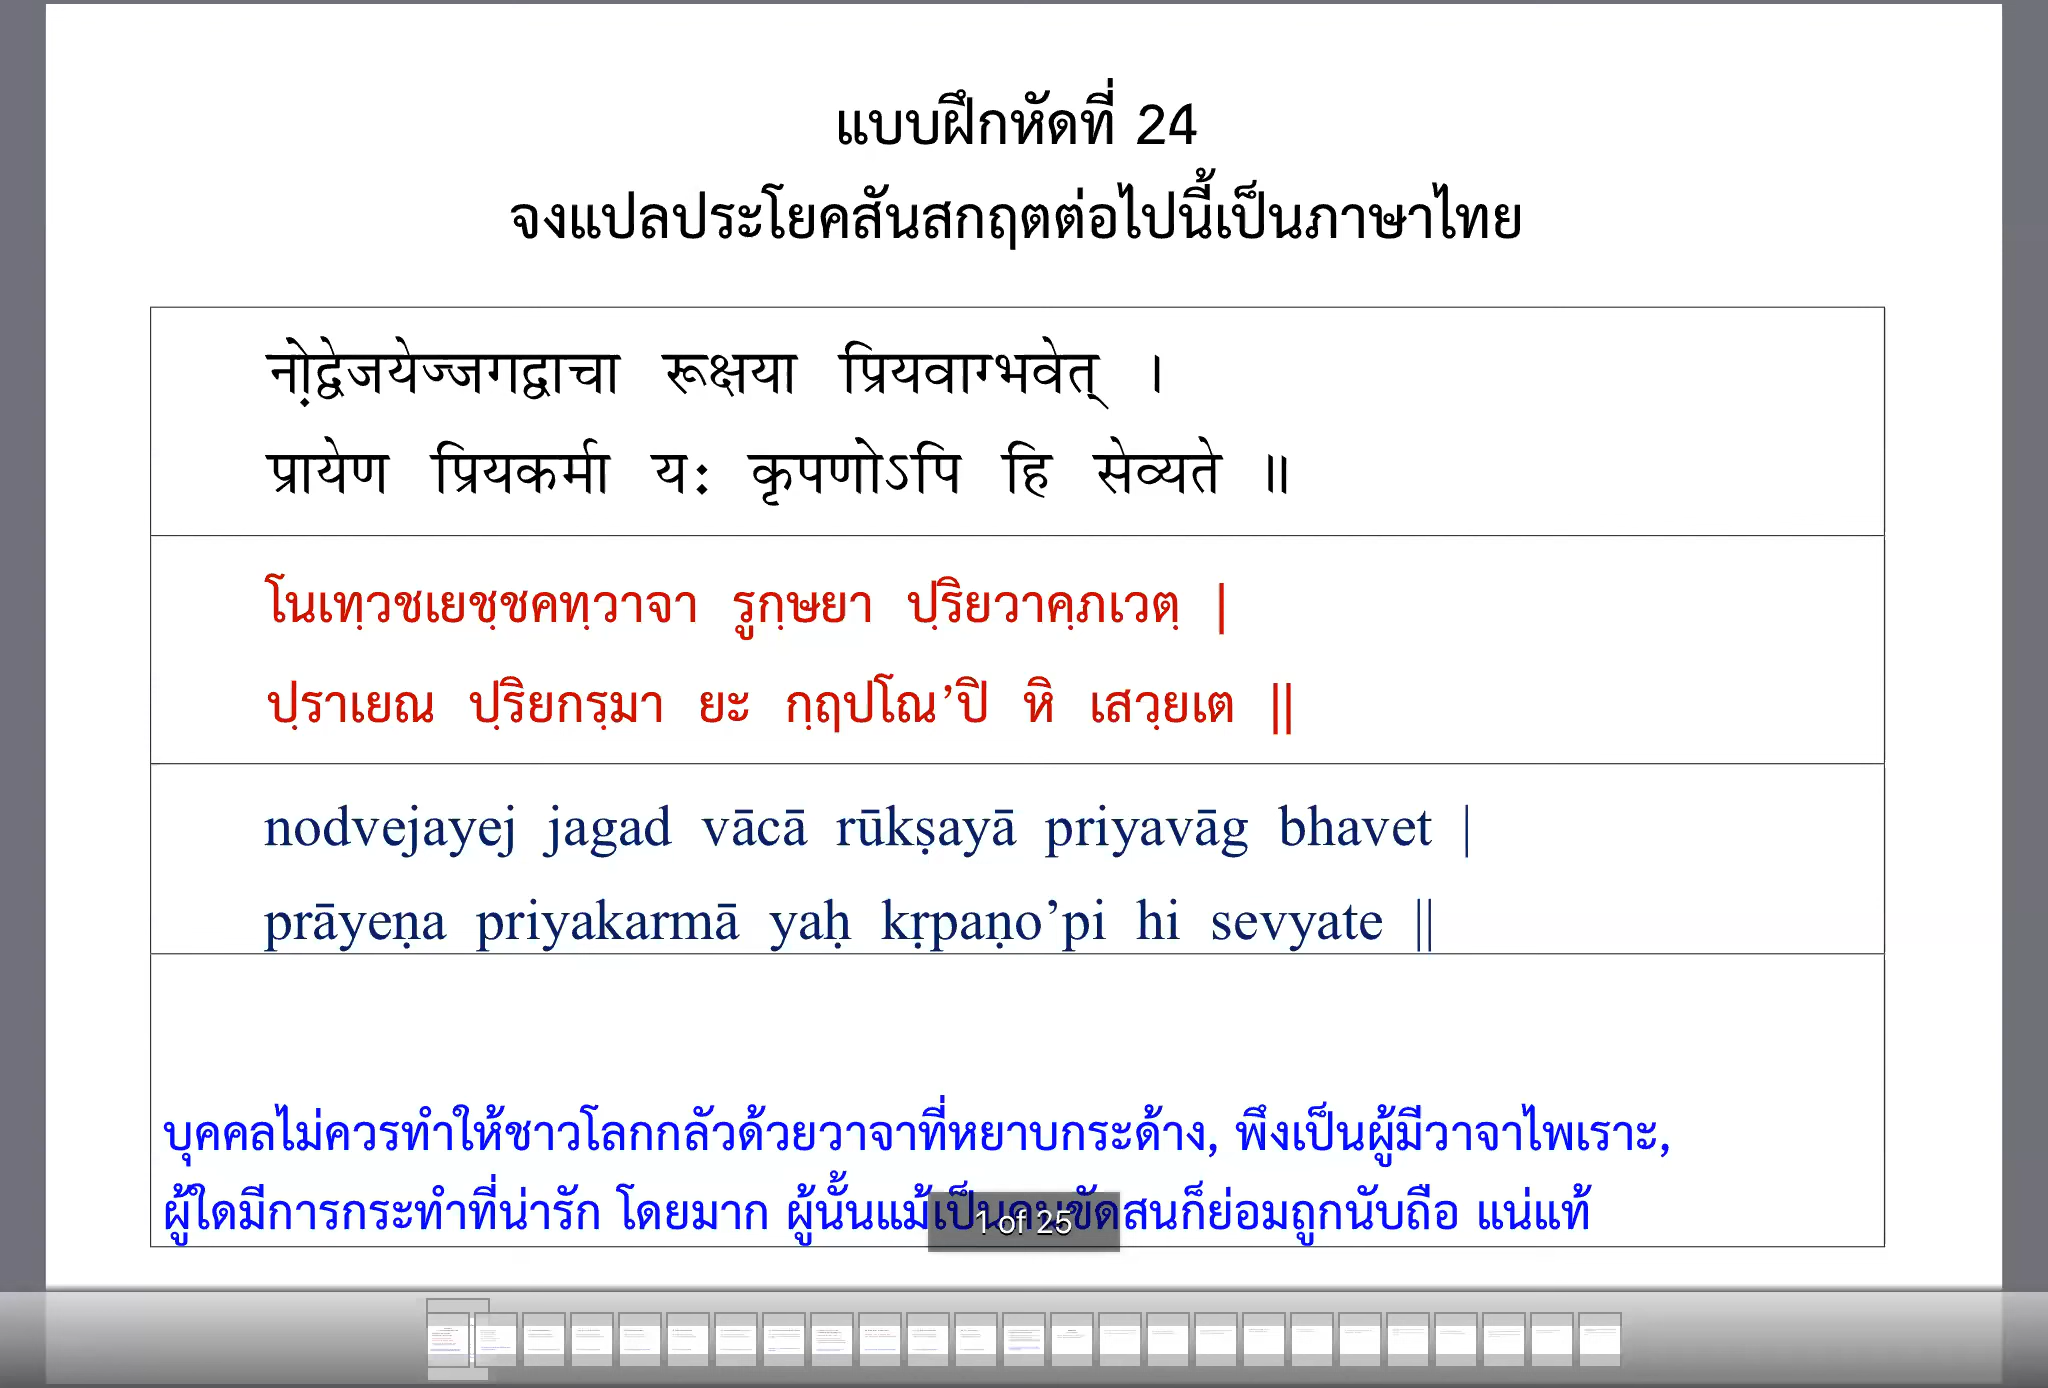 แบบฝึกหัดที่ 24
จงแปลประโยคสันสกฤตต่อไปนี้เป็นภาษาไทย
नो़द्वेजयेज्जगद्वाचा रूक्षया प्रियवाग्भवेत् ।
प्रायेण प्रियकर्मा यः कृपणोऽपि हि सेव्यते ॥
โนเทฺวชเยชฺชคทฺวาจา รูกฺษยา ปฺริยวาคฺภเวตฺ |
ปฺราเยณ ปฺริยกรฺมา ยะ กฺฤปโณ’ปิ หิ เสวฺยเต ||
nodvejayej jagad vācā rūkṣayā priyavāg bhavet |
prāyeṇa priyakarmā yaḥ kṛpaṇo’pi hi sevyate ||
บุคคลไม่ควรทำให้ชาวโลกกลัวด้วยวาจาที่หยาบกระด้าง, พึงเป็นผู้มีวาจาไพเราะ,
ผู้ใดมีการกระทำที่น่ารัก โดยมาก ผู้นั้นแม้เป็นคนขัดสนก็ย่อมถูกนับถือ แน่แท้
1 of 25